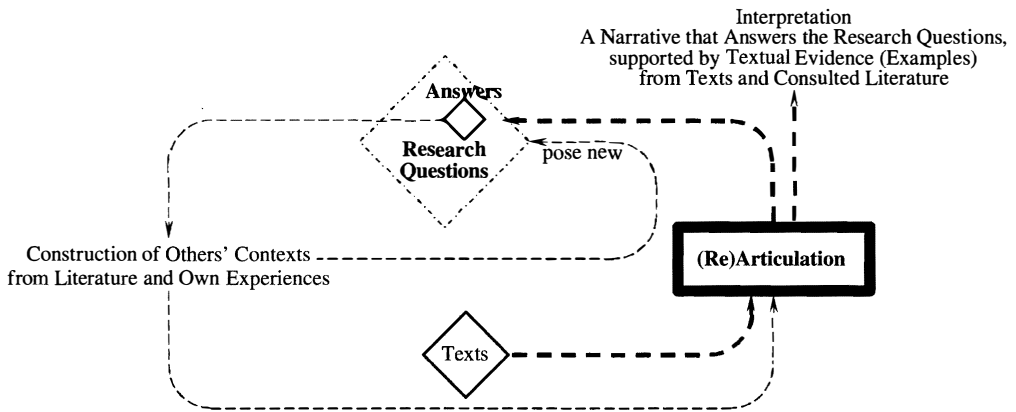 Interpretation
A Narrative that Answers the Research Questions,
supported by Textual Evidence (Examples)
from Texts and Consulted Literature
Answers
Research
Questions
pose new
Construction of Others’ Contexts
from Literature and Own Experiences
(Re)Articulation
Texts